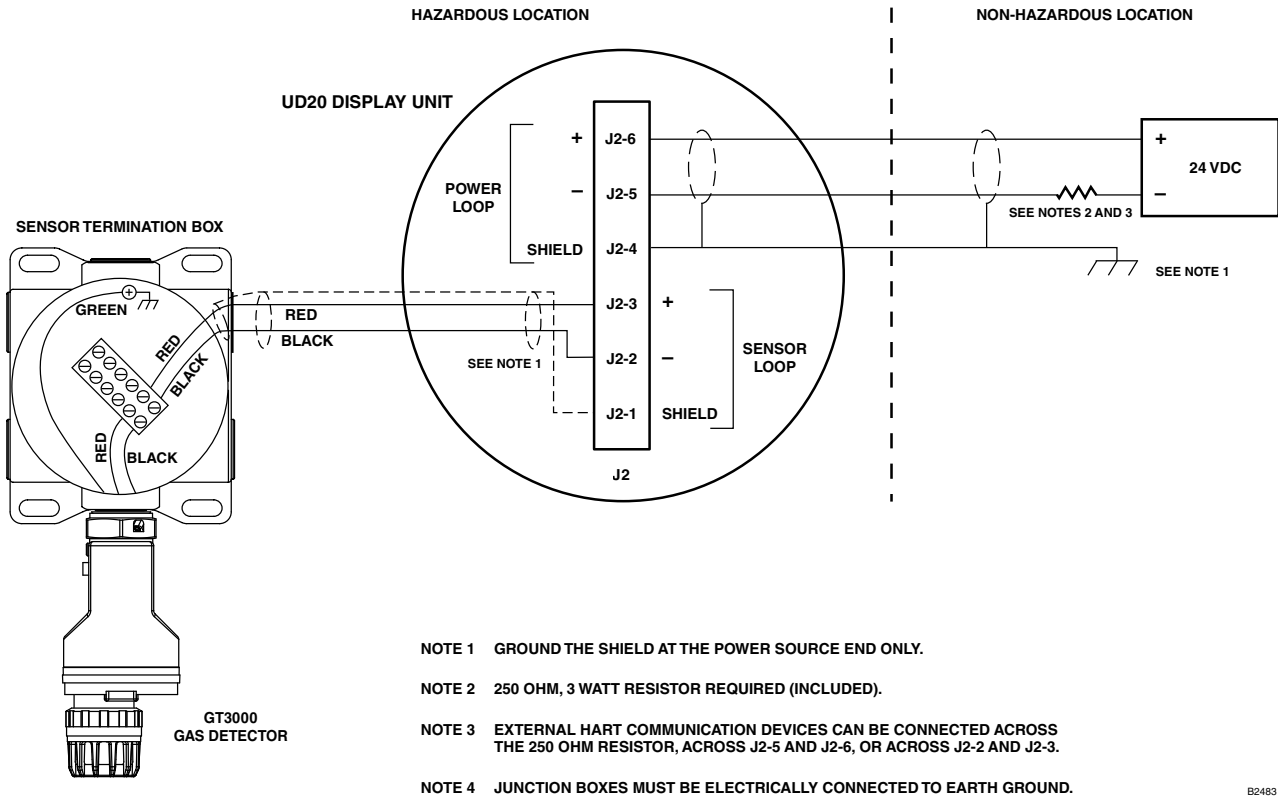 HAZARDOUS LOCATION
NON-HAZARDOUS LOCATION
UD20 DISPLAY UNIT
+ J2-6
− J2-5
POWER
LOOP
SHIELD J2-4
+
24 VDC
−
SEE NOTES 2 AND 3
SEE NOTE 1
SENSOR TERMINATION BOX
GREEN
RED
BLACK
RED
BLACK
RED
BLACK
SEE NOTE 1
J2-3 +
J2-2 −
SENSOR
LOOP
J2-1 SHIELD
J2
GT3000
GAS DETECTOR
NOTE 1 GROUND THE SHIELD AT THE POWER SOURCE END ONLY.
NOTE 2 250 OHM, 3 WATT RESISTOR REQUIRED (INCLUDED).
NOTE 3 EXTERNAL HART COMMUNICATION DEVICES CAN BE CONNECTED ACROSS
THE 250 OHM RESISTOR, ACROSS J2-5 AND J2-6, OR ACROSS J2-2 AND J2-3.
NOTE 4 JUNCTION BOXES MUST BE ELECTRICALLY CONNECTED TO EARTH GROUND.
B2483